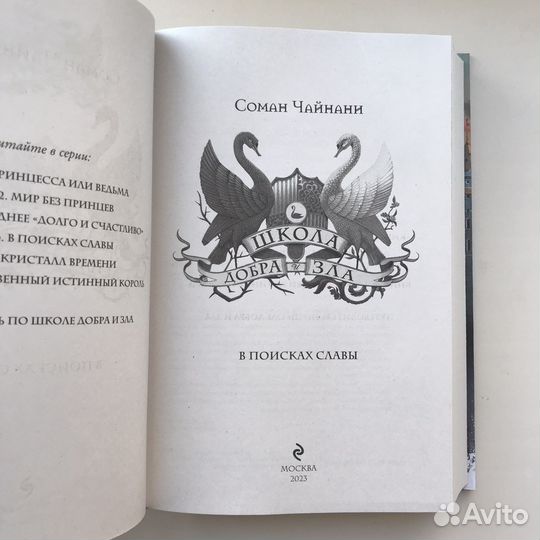 итайте в серии:
РИНЦЕССА ИЛИ ВЕДЬМА
2. МИР БЕЗ ПРИНЦЕВ
ДНЕЕ «ДОЛГО И СЧАСТЛИВО»
. В ПОИСКАХ СЛАВЫ
КРИСТАЛЛ ВРЕМЕНИ
ВЕННЫЙ ИСТИННЫЙ КОРОЛЬ
Ь ПО ШКОЛЕ ДОБРА И ЗЛА
Соман Чайнани
ШКОЛА
ДОБРА И ЗЛА
В ПОИСКАХ СЛАВЫ
МОСКВА
2023
Avito